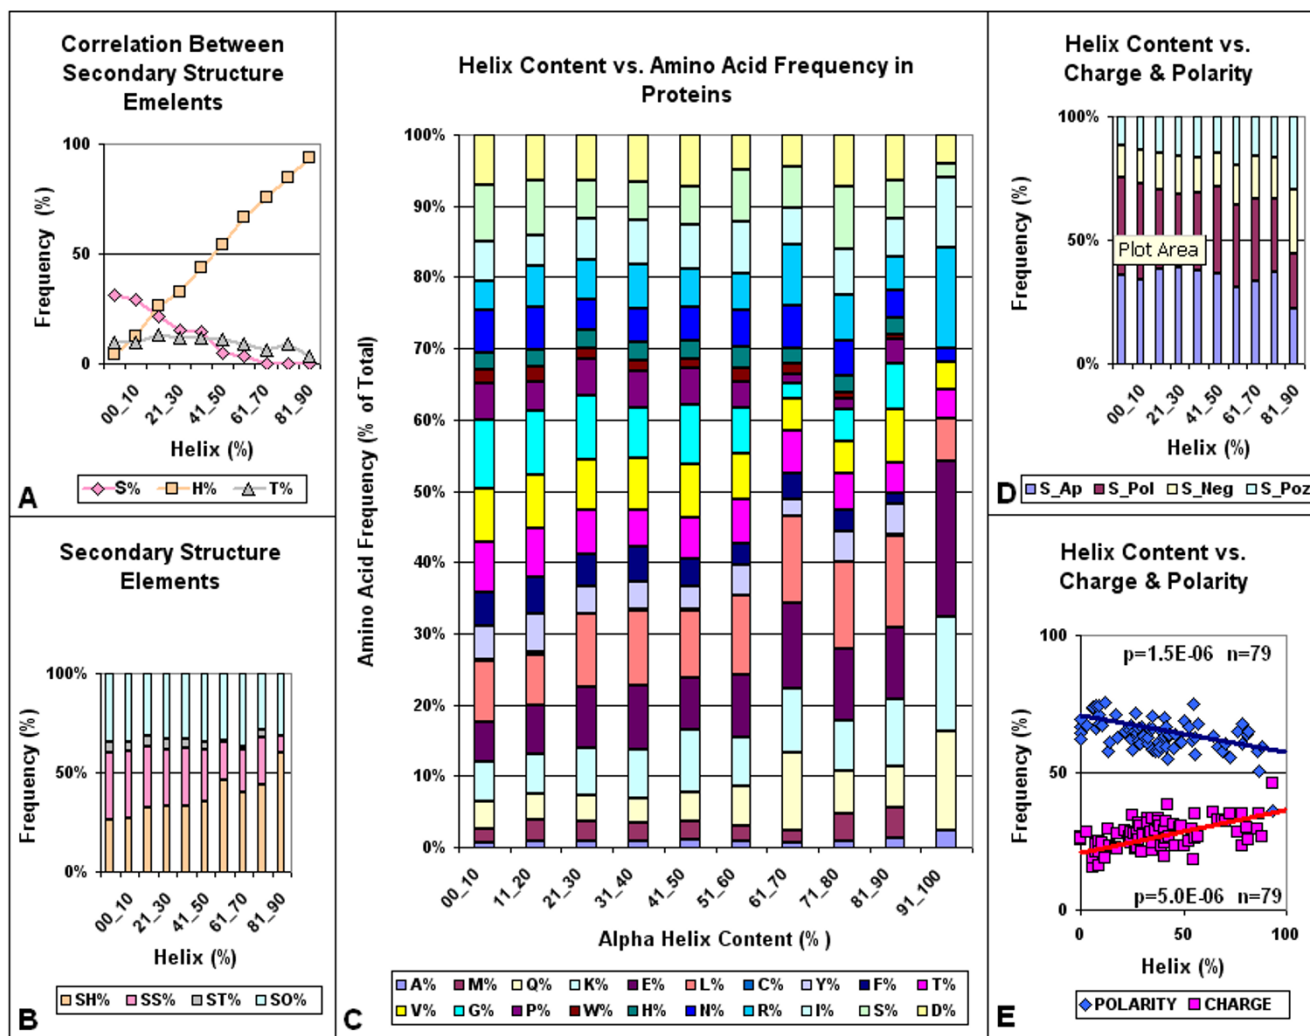 Correlation Between
Secondary Structure
Emelents
100
50
0
Frequency (%)
00_10
21_30
41_50
61_70
81_90
Helix (%)
S% H% T%
A
Secondary Structure
Elements
100%
50%
0%
Frequency (%)
00_10
21_30
41_50
61_70
81_90
Helix (%)
SH% SS% ST% SO%
B
Helix Content vs. Amino Acid Frequency in
Proteins
100%
90%
80%
70%
60%
50%
40%
30%
20%
10%
0%
Amino Acid Frequency (% of Total)
00_10
11_20
21_30
31_40
41_50
51_60
61_70
71_80
81_90
91_100
Alpha Helix Content (% )
A% M% Q% K% E% L% C% Y% F% T%
V% G% P% W% H% N% R% I% S% D%
C
Helix Content vs.
Charge & Polarity
100%
50%
0%
Frequency (%)
Plot Area
00_10
21_30
41_50
61_70
81_90
Helix (%)
S_Ap S_Pol S_Neg S_Poz
D
Helix Content vs.
Charge & Polarity
100
50
0
Frequency (%)
p=1.5E-06 n=79
p=5.0E-06 n=79
0 50 100
Helix (%)
POLARITY CHARGE
E